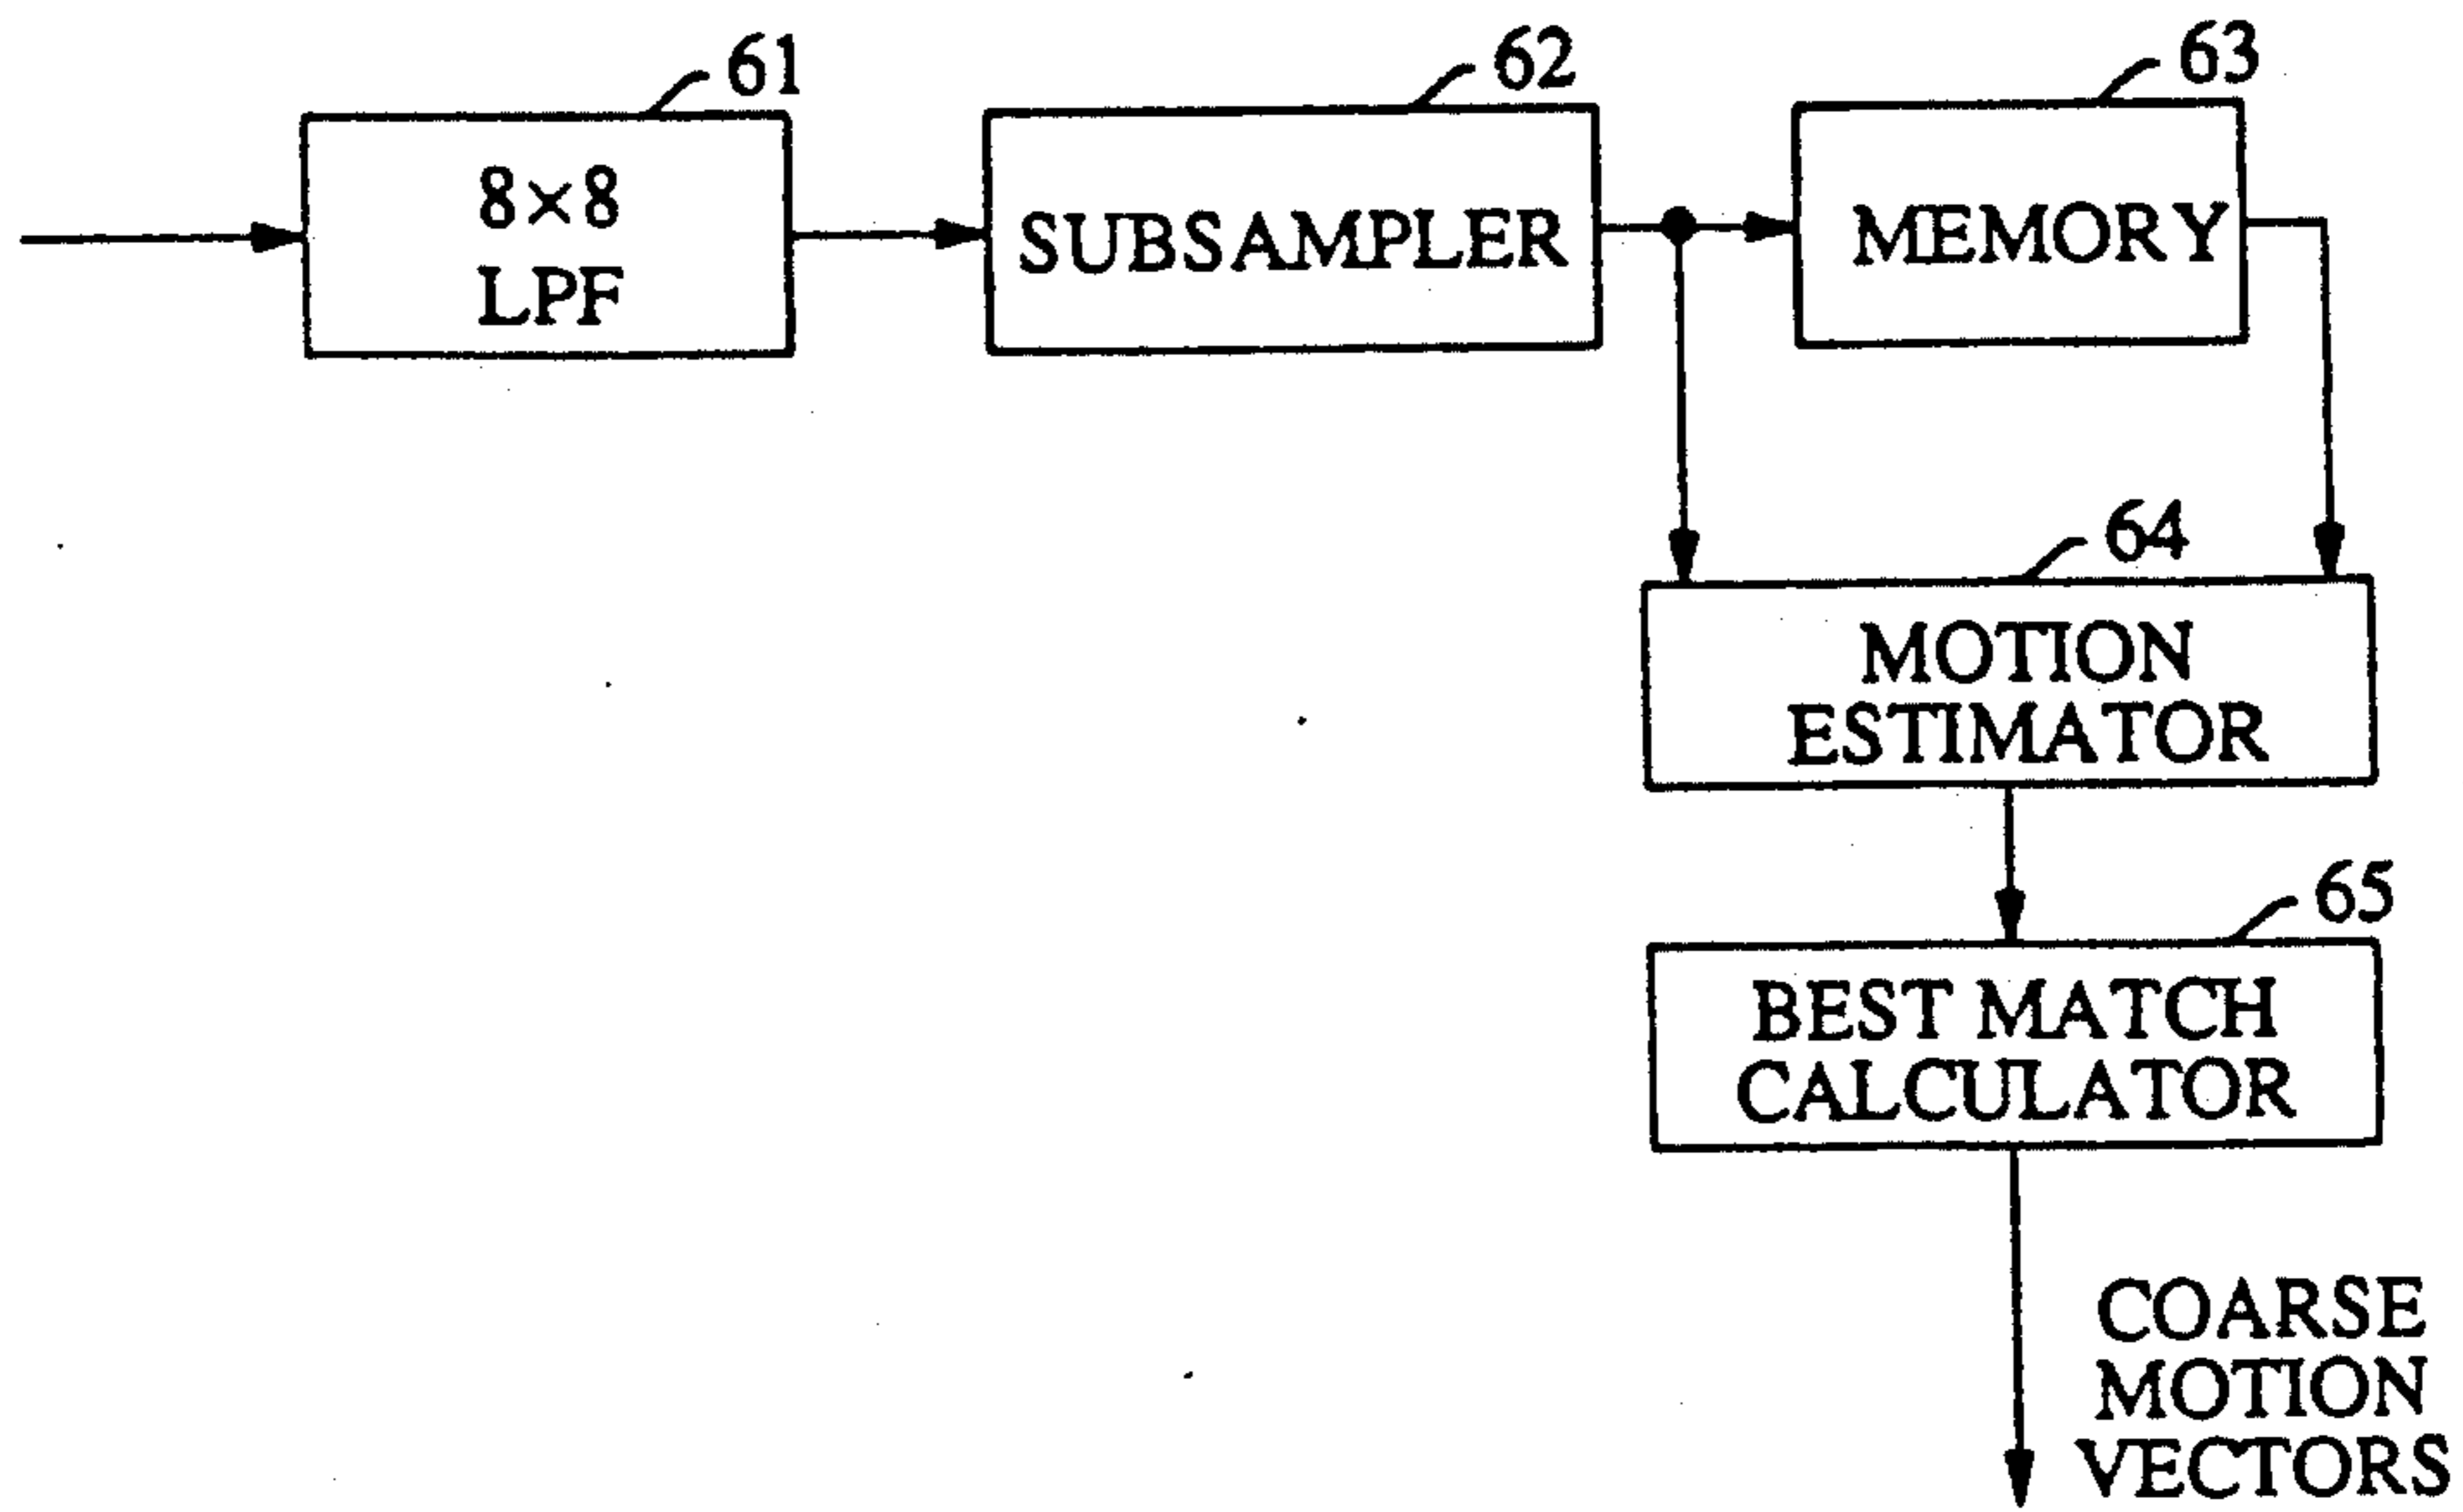 61
62
63
8×8
LPF
SUBSAMPLER
MEMORY
64
MOTION
ESTIMATOR
65
BEST MATCH
CALCULATOR
COARSE
MOTION
VECTORS